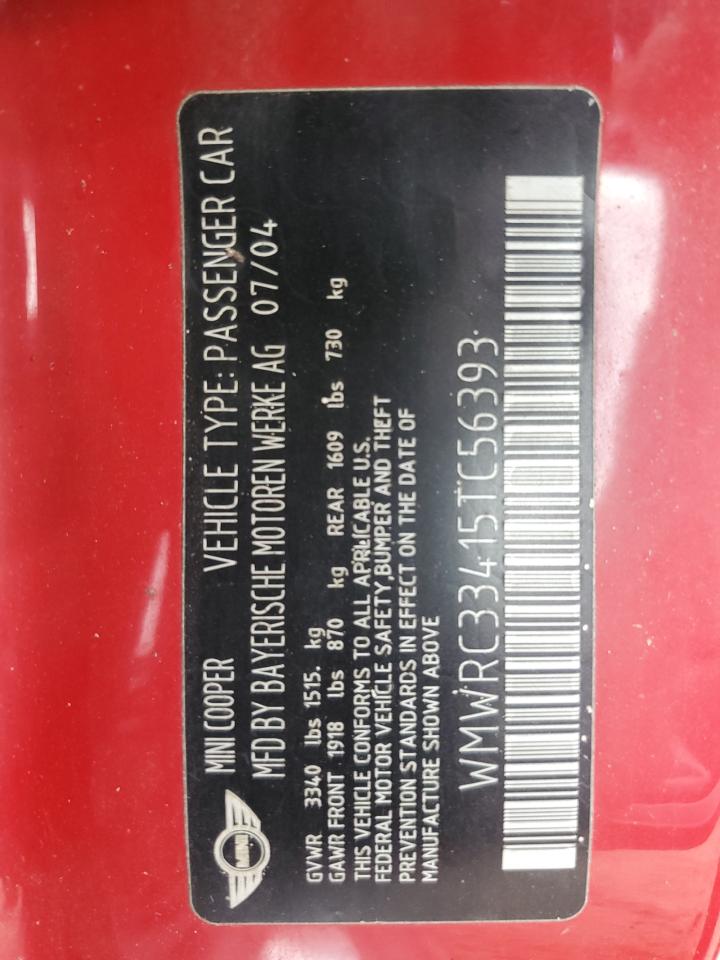 MINI
MINI COOPER VEHICLE TYPE: PASSENGER CAR
MFD BY BAYERISCHE MOTOREN WERKE AG 07/04
GVWR 3340 lbs 1515. kg
GAWR FRONT 1918 lbs 870 kg REAR 1609 lbs 730 kg
THIS VEHICLE CONFORMS TO ALL APPLICABLE U.S.
FEDERAL MOTOR VEHICLE SAFETY,BUMPER AND THEFT
PREVENTION STANDARDS IN EFFECT ON THE DATE OF
MANUFACTURE SHOWN ABOVE
WMWRC33415TC56393